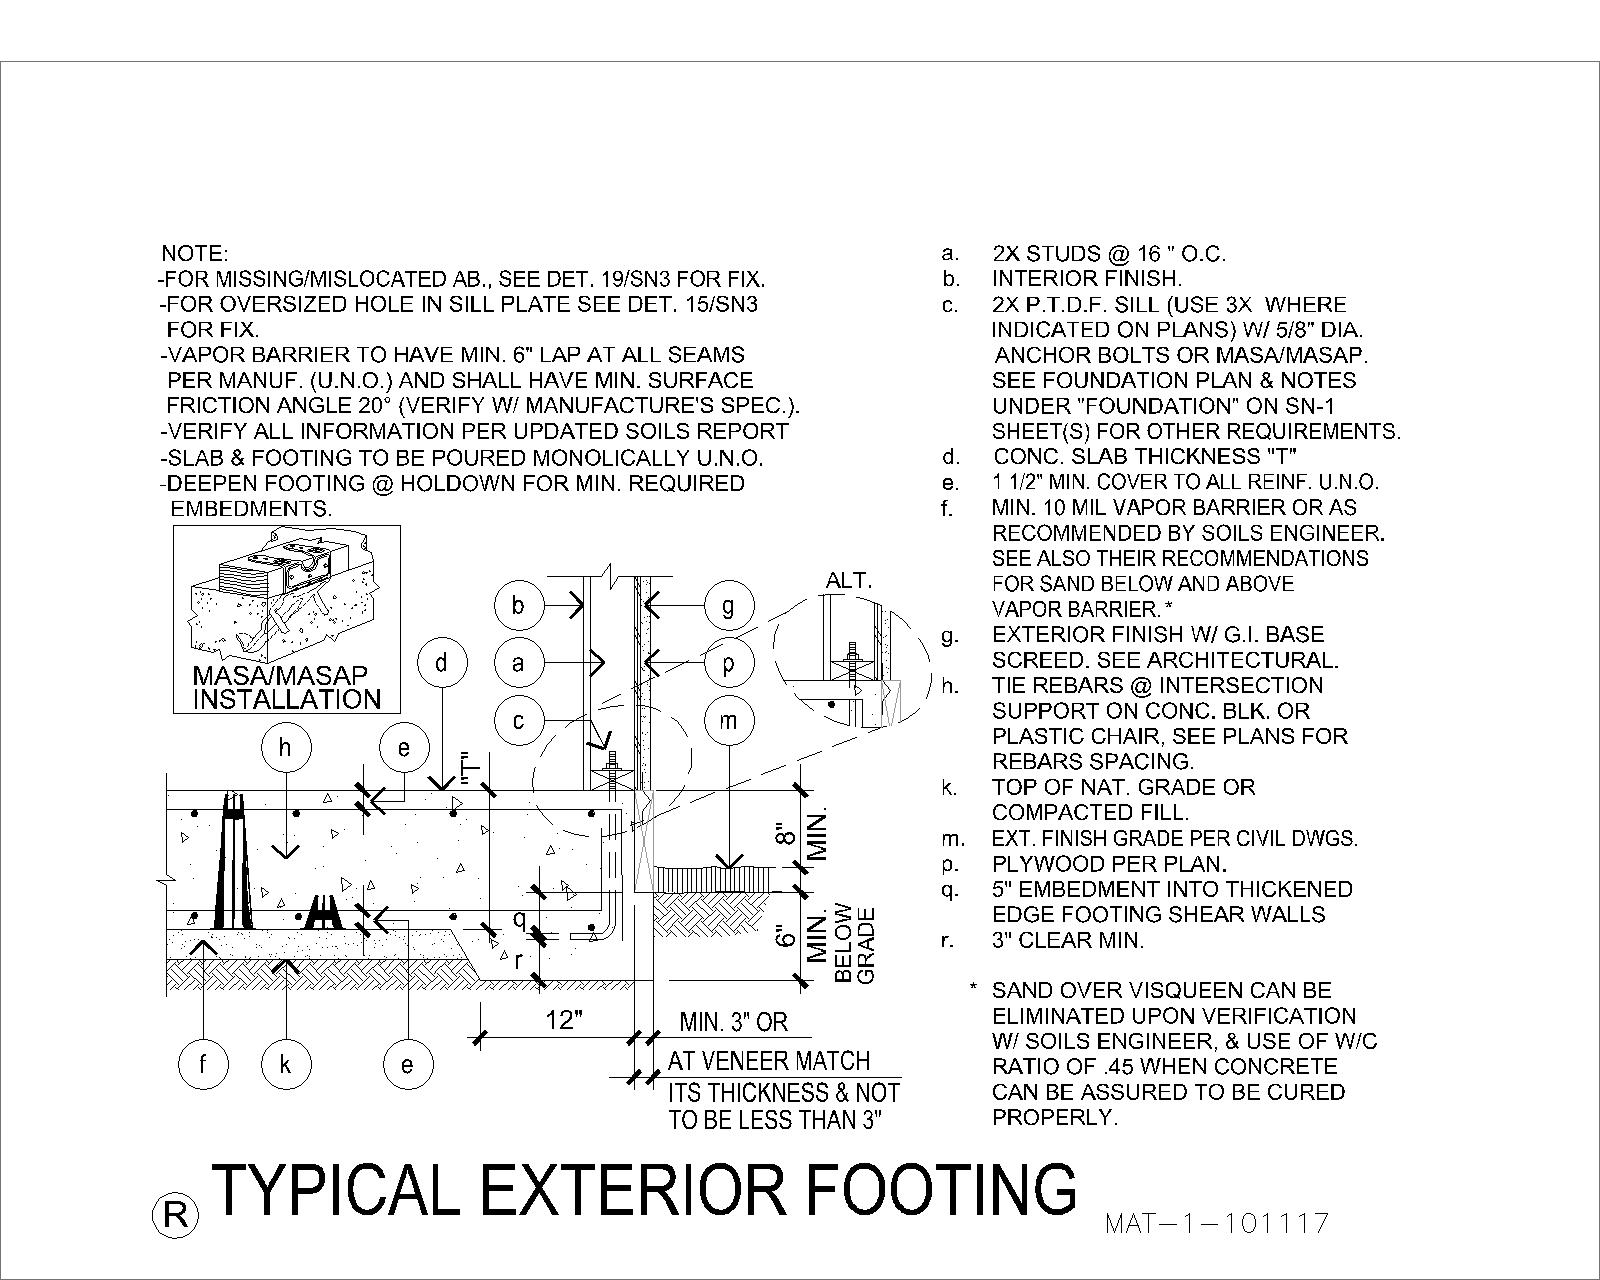 NOTE:
-FOR MISSING/MISLOCATED AB., SEE DET. 19/SN3 FOR FIX.
-FOR OVERSIZED HOLE IN SILL PLATE SEE DET. 15/SN3
FOR FIX.
-VAPOR BARRIER TO HAVE MIN. 6" LAP AT ALL SEAMS
PER MANUF. (U.N.O.) AND SHALL HAVE MIN. SURFACE
FRICTION ANGLE 20° (VERIFY W/ MANUFACTURE'S SPEC.).
-VERIFY ALL INFORMATION PER UPDATED SOILS REPORT
-SLAB & FOOTING TO BE POURED MONOLICALLY U.N.O.
-DEEPEN FOOTING @ HOLDOWN FOR MIN. REQUIRED
EMBEDMENTS.
MASA/MASAP
INSTALLATION
b
g
a
p
d
c
m
h
e
"T"
ALT.
8"
MIN.
q
r
6"
MIN.
BELOW
GRADE
12"
MIN. 3" OR
AT VENEER MATCH
ITS THICKNESS & NOT
TO BE LESS THAN 3"
f
k
e
a. 2X STUDS @ 16 " O.C.
b. INTERIOR FINISH.
c. 2X P.T.D.F. SILL (USE 3X WHERE
INDICATED ON PLANS) W/ 5/8" DIA.
ANCHOR BOLTS OR MASA/MASAP.
SEE FOUNDATION PLAN & NOTES
UNDER "FOUNDATION" ON SN-1
SHEET(S) FOR OTHER REQUIREMENTS.
d. CONC. SLAB THICKNESS "T"
e. 1 1/2" MIN. COVER TO ALL REINF. U.N.O.
f. MIN. 10 MIL VAPOR BARRIER OR AS
RECOMMENDED BY SOILS ENGINEER.
SEE ALSO THEIR RECOMMENDATIONS
FOR SAND BELOW AND ABOVE
VAPOR BARRIER. *
g. EXTERIOR FINISH W/ G.I. BASE
SCREED. SEE ARCHITECTURAL.
h. TIE REBARS @ INTERSECTION
SUPPORT ON CONC. BLK. OR
PLASTIC CHAIR, SEE PLANS FOR
REBARS SPACING.
k. TOP OF NAT. GRADE OR
COMPACTED FILL.
m. EXT. FINISH GRADE PER CIVIL DWGS.
p. PLYWOOD PER PLAN.
q. 5" EMBEDMENT INTO THICKENED
EDGE FOOTING SHEAR WALLS
r. 3" CLEAR MIN.
* SAND OVER VISQUEEN CAN BE
ELIMINATED UPON VERIFICATION
W/ SOILS ENGINEER, & USE OF W/C
RATIO OF .45 WHEN CONCRETE
CAN BE ASSURED TO BE CURED
PROPERLY.
R TYPICAL EXTERIOR FOOTING
MAT-1-101117